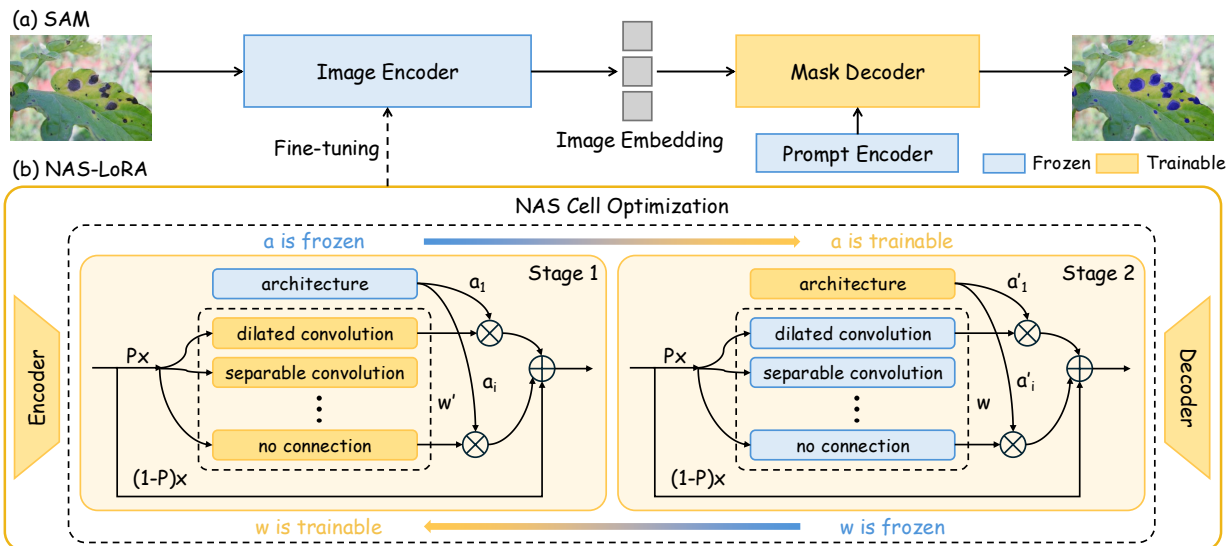 (a) SAM
Image Encoder
Mask Decoder
Fine-tuning
Image Embedding
Prompt Encoder
Frozen
Trainable
(b) NAS-LoRA
NAS Cell Optimization
a is frozen
a is trainable
Encoder
Stage 1
architecture
a1
dilated convolution
Px
separable convolution
ai
w'
no connection
(1-P)x
Stage 2
architecture
a'1
dilated convolution
Px
separable convolution
a'i
w
no connection
(1-P)x
Decoder
w is trainable
w is frozen